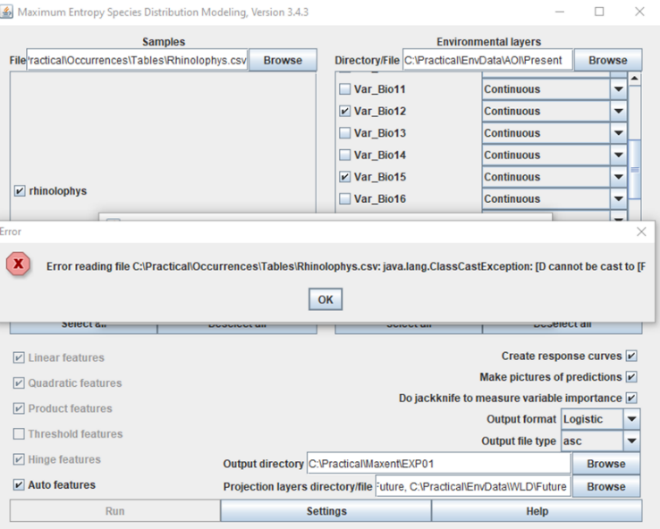 Maximum Entropy Species Distribution Modeling, Version 3.4.3
Samples
File ractical\Occurrences\Tables\Rhinolophys.csv Browse
Environmental layers
Directory/File C:\Practical\EnvData\AOI\Present Browse
Var_Bio11 Continuous
Var_Bio12 Continuous
Var_Bio13 Continuous
Var_Bio14 Continuous
Var_Bio15 Continuous
Var_Bio16 Continuous
rhinolophys
Error
Error reading file C:\Practical\Occurrences\Tables\Rhinolophys.csv: java.lang.ClassCastException: [D cannot be cast to [F
OK
Select all Deselect all Select all Deselect all
Linear features
Quadratic features
Product features
Threshold features
Hinge features
Auto features
Create response curves
Make pictures of predictions
Do jackknife to measure variable importance
Output format Logistic
Output file type asc
Output directory C:\Practical\Maxent\EXP01 Browse
Projection layers directory/file Future, C:\Practical\EnvData\WLD\Future Browse
Run Settings Help